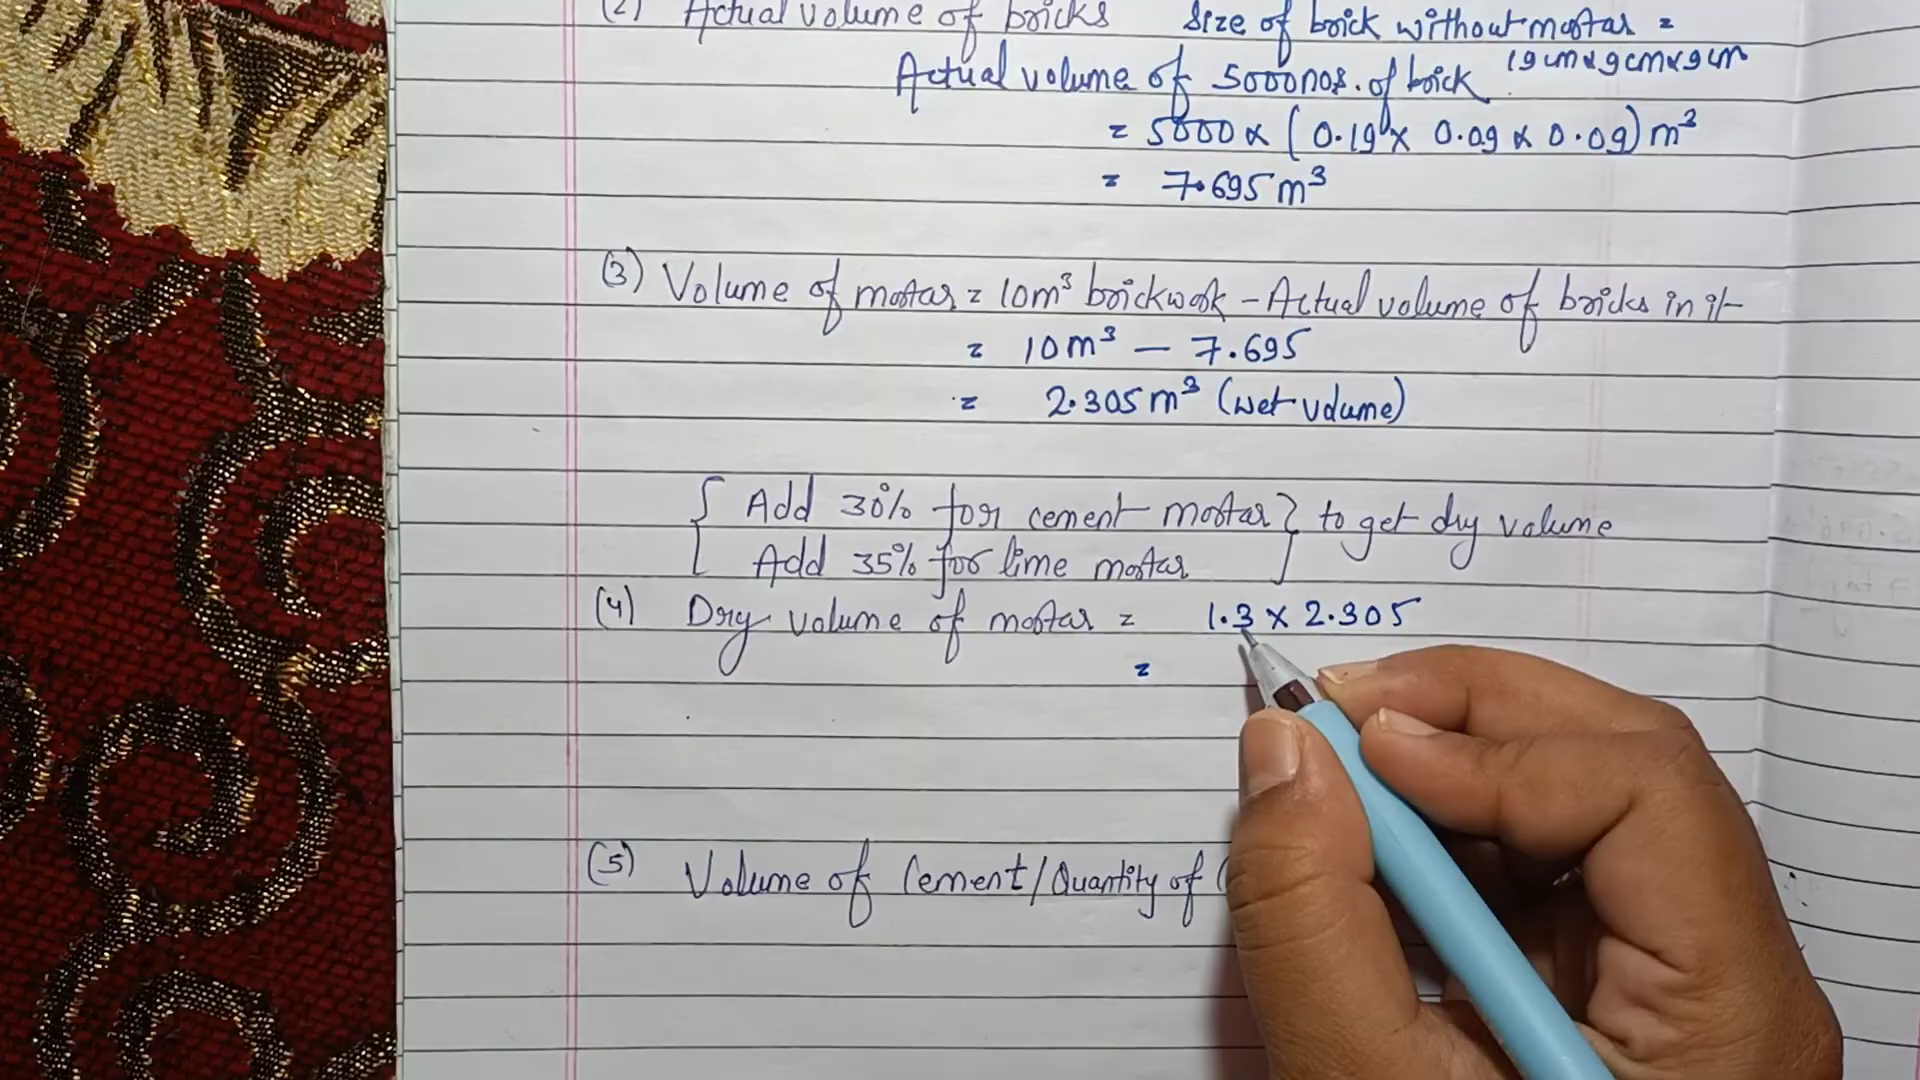 (2) Actual volume of bricks Size of brick without mortar =
19cm x 9cm x 9cm
Actual volume of 5000nos. of brick
= 5000 x (0.19 x 0.09 x 0.09) m³
= 7.695 m³
(3) Volume of mortar = 10m³ brickwork - Actual volume of bricks in it
= 10m³ - 7.695
= 2.305 m³ (wet volume)
{ Add 30% for cement mortar } to get dry volume
Add 35% for lime mortar
(4) Dry volume of mortar = 1.3 x 2.305
=
(5) Volume of Cement/Quantity of